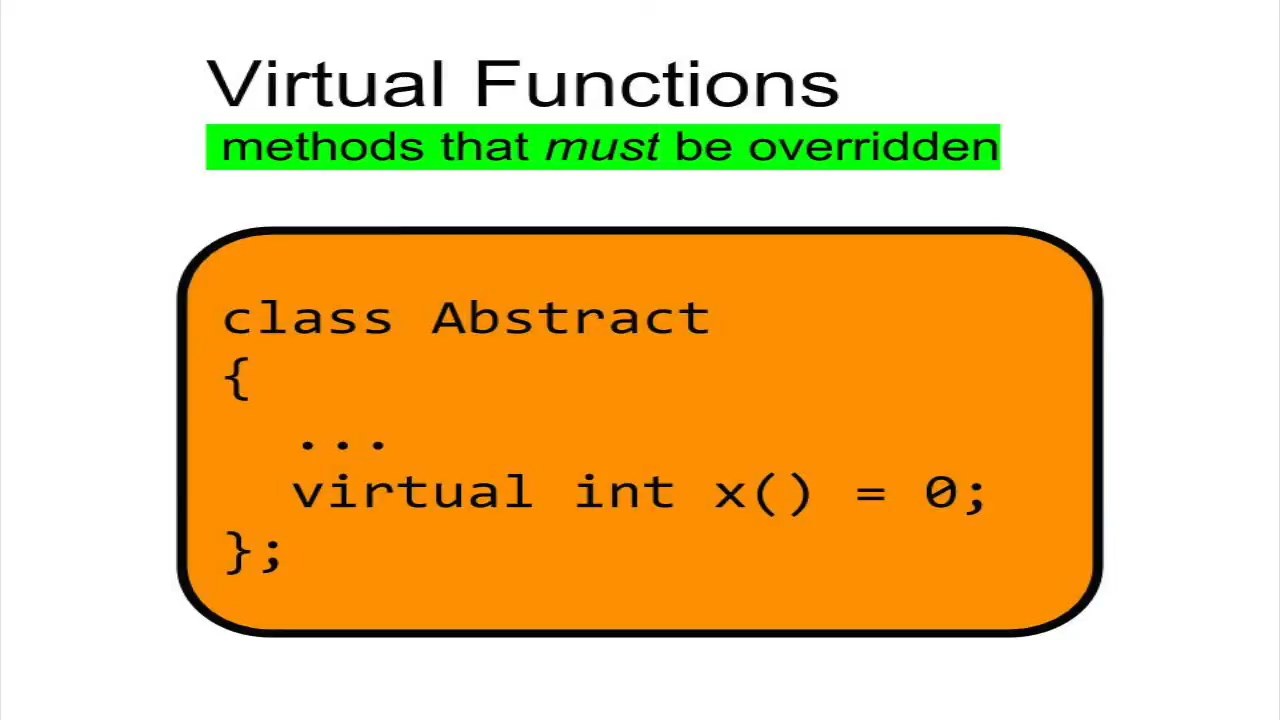 Virtual Functions
methods that must be overridden
class Abstract
{
...
virtual int x() = 0;
};